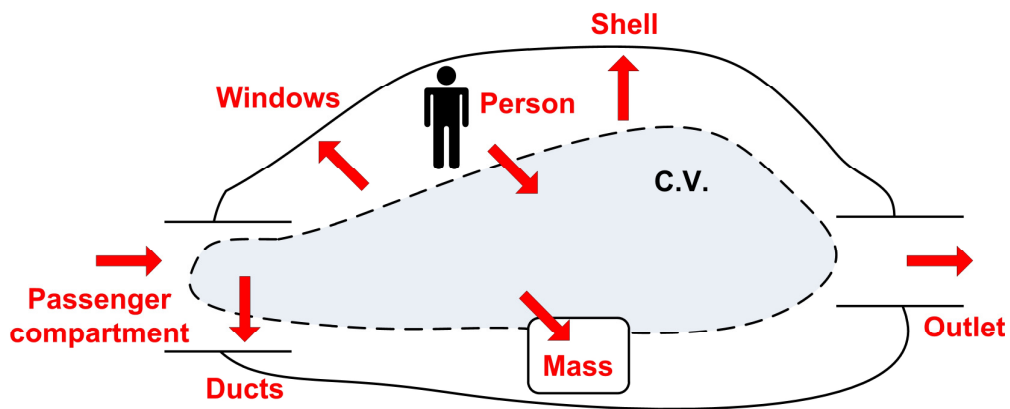 Shell
Windows
Person
C.V.
Passenger
compartment
Outlet
Mass
Ducts